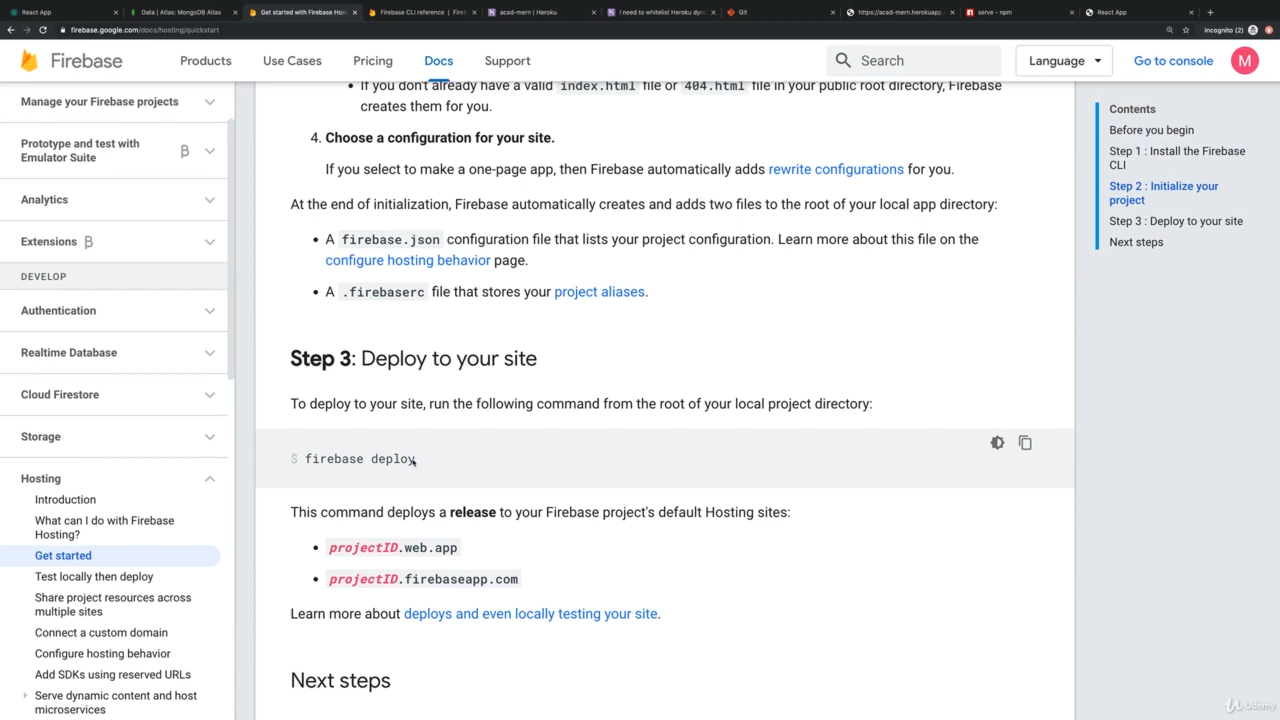 React App
Data | Atlas: MongoDB Atlas
Get started with Firebase Hos
Firebase CLI reference | Fire
acad-mern | Heroku
I need to whitelist Heroku dyn
Git
https://acad-mern.herokuapp.
serve - npm
React App
firebase.google.com/docs/hosting/quickstart
Incognito (2)
Firebase
Products
Use Cases
Pricing
Docs
Support
Search
Language
Go to console
M
Manage your Firebase projects
Prototype and test with
Emulator Suite
β
Analytics
Extensions β
DEVELOP
Authentication
Realtime Database
Cloud Firestore
Storage
Hosting
Introduction
What can I do with Firebase
Hosting?
Get started
Test locally then deploy
Share project resources across
multiple sites
Connect a custom domain
Configure hosting behavior
Add SDKs using reserved URLs
Serve dynamic content and host
microservices
• If you don't already have a valid index.html file or 404.html file in your public root directory, Firebase
creates them for you.
4. Choose a configuration for your site.
If you select to make a one-page app, then Firebase automatically adds rewrite configurations for you.
At the end of initialization, Firebase automatically creates and adds two files to the root of your local app directory:
• A firebase.json configuration file that lists your project configuration. Learn more about this file on the
configure hosting behavior page.
• A .firebaserc file that stores your project aliases.
Step 3: Deploy to your site
To deploy to your site, run the following command from the root of your local project directory:
$ firebase deploy
This command deploys a release to your Firebase project's default Hosting sites:
• projectID.web.app
• projectID.firebaseapp.com
Learn more about deploys and even locally testing your site.
Next steps
Contents
Before you begin
Step 1 : Install the Firebase
CLI
Step 2 : Initialize your
project
Step 3 : Deploy to your site
Next steps
Udemy